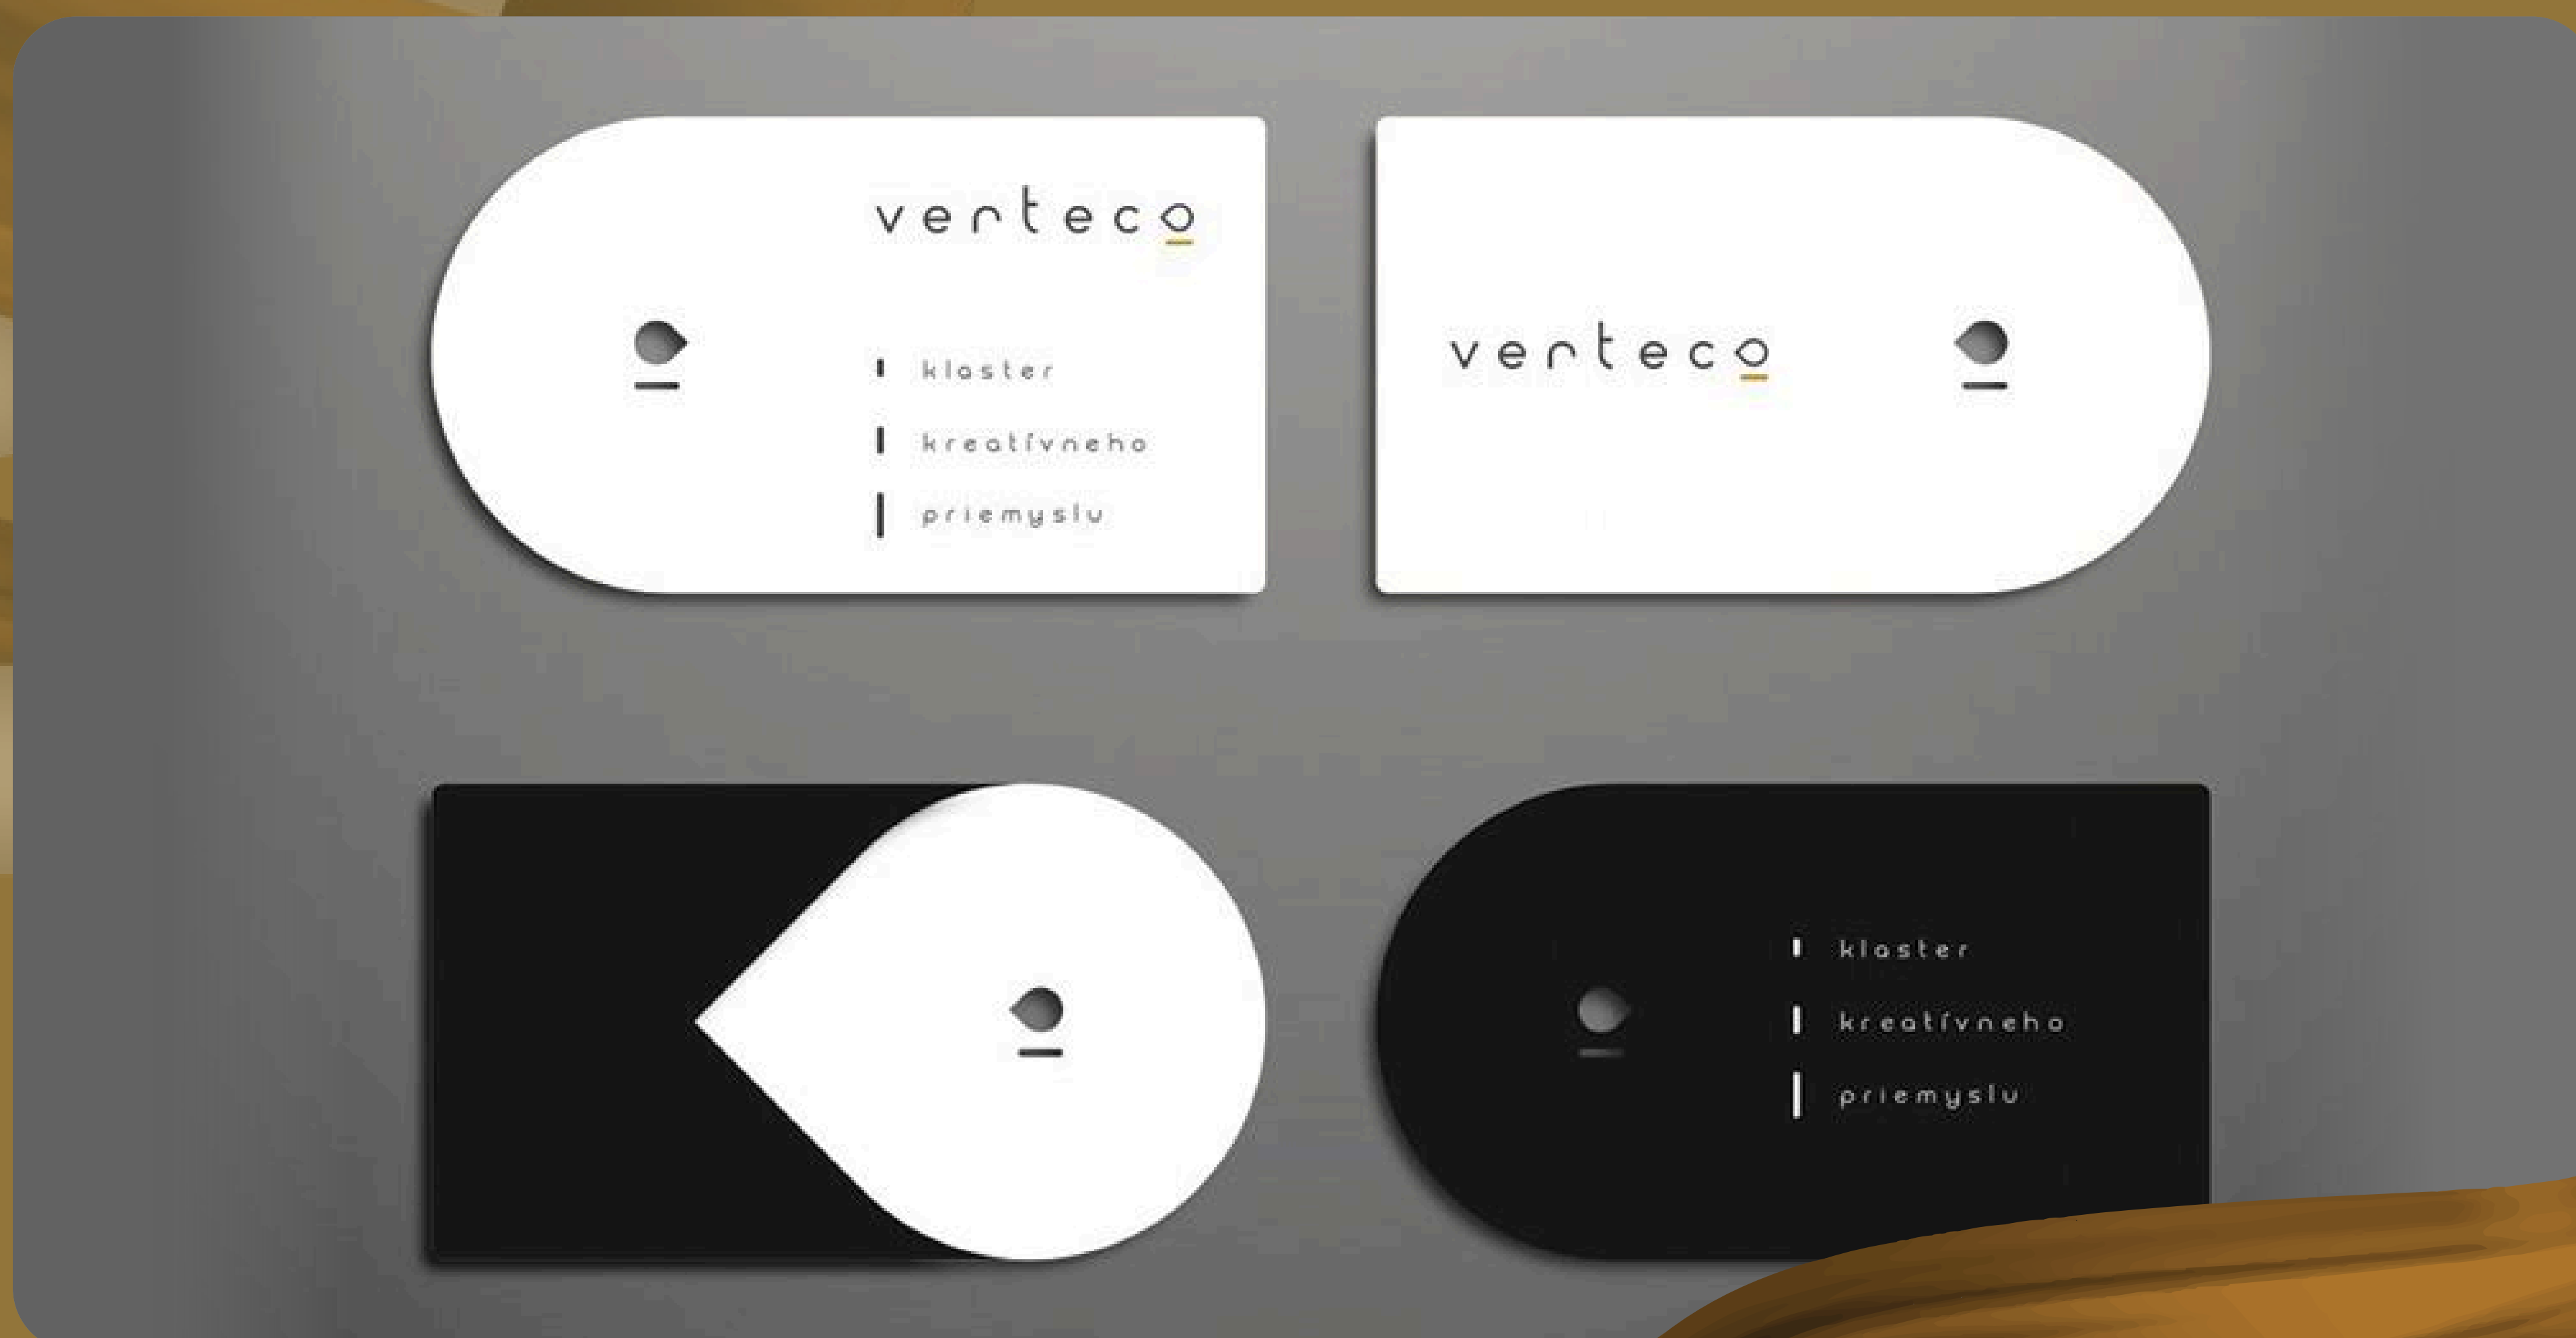 verteco
klaster
kreatívneho
priemyslu
verteco
klaster
kreatívneho
priemyslu